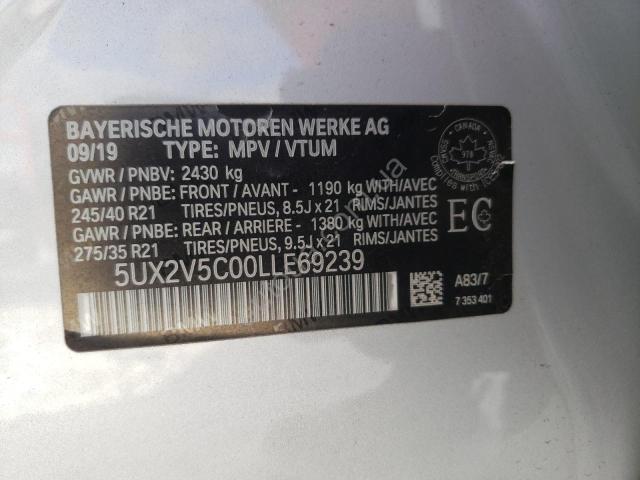 BAYERISCHE MOTOREN WERKE AG
09/19 TYPE: MPV / VTUM
GVWR / PNBV: 2430 kg
GAWR / PNBE: FRONT / AVANT - 1190 kg WITH/AVEC
245/40 R21 TIRES/PNEUS, 8.5J x 21 RIMS/JANTES
GAWR / PNBE: REAR / ARRIERE - 1380 kg WITH/AVEC
275/35 R21 TIRES/PNEUS, 9.5J x 21 RIMS/JANTES
5UX2V5C00LLE69239
CANADA
978
EC
A83/7
7 353 401